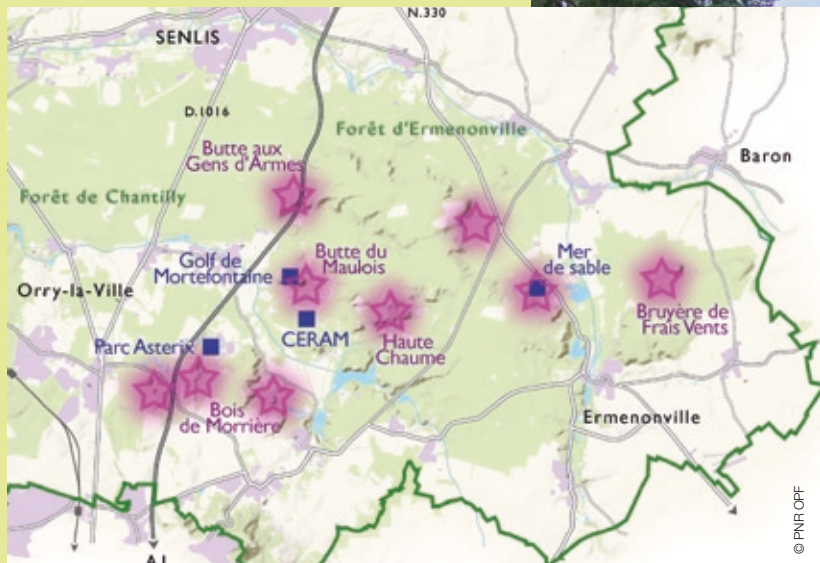 N.330
SENLIS
D.1016
Forêt d'Ermenonville
Butte aux
Gens d'Armes
Baron
Forêt de Chantilly
Golf de
Mortefontaine
Butte du
Maulois
Mer
de sable
Orry-la-Ville
Bruyère de
Frais Vents
Parc Asterix
CERAM
Haute
Chaume
Bois
de Morrière
Ermenonville
A1
© PNR OPF